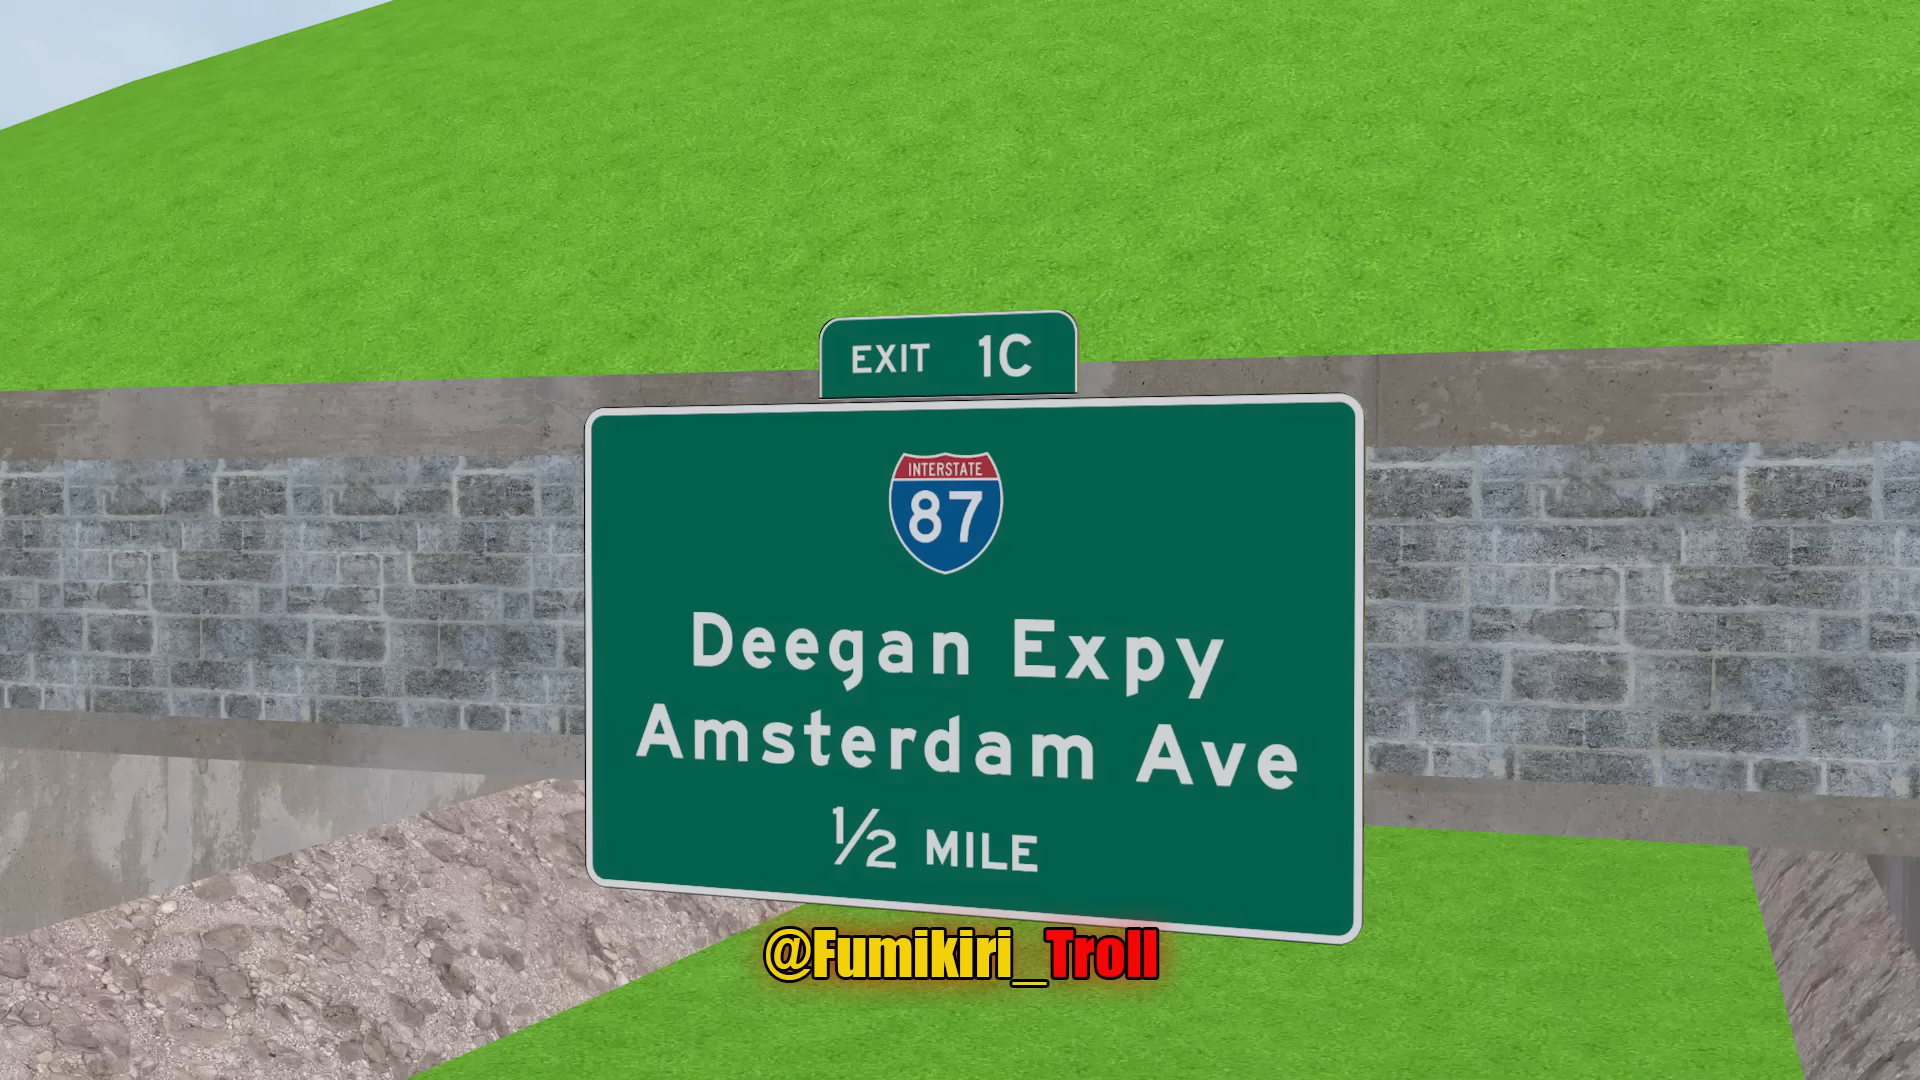 EXIT 1C
INTERSTATE
87
Deegan Expy
Amsterdam Ave
½ MILE
@Fumikiri_Troll